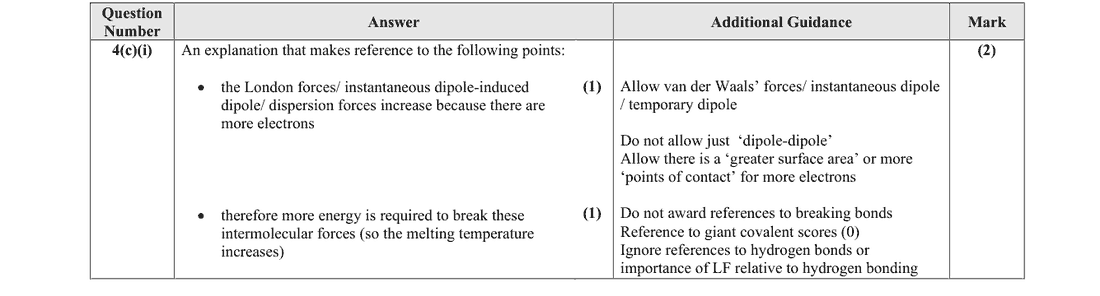 Question Number
Answer
Additional Guidance
Mark
4(c)(i)
An explanation that makes reference to the following points:
(2)
• the London forces/ instantaneous dipole-induced
dipole/ dispersion forces increase because there are
more electrons
(1)
Allow van der Waals’ forces/ instantaneous dipole
/ temporary dipole
Do not allow just ‘dipole-dipole’
Allow there is a ‘greater surface area’ or more
‘points of contact’ for more electrons
• therefore more energy is required to break these
intermolecular forces (so the melting temperature
increases)
(1)
Do not award references to breaking bonds
Reference to giant covalent scores (0)
Ignore references to hydrogen bonds or
importance of LF relative to hydrogen bonding